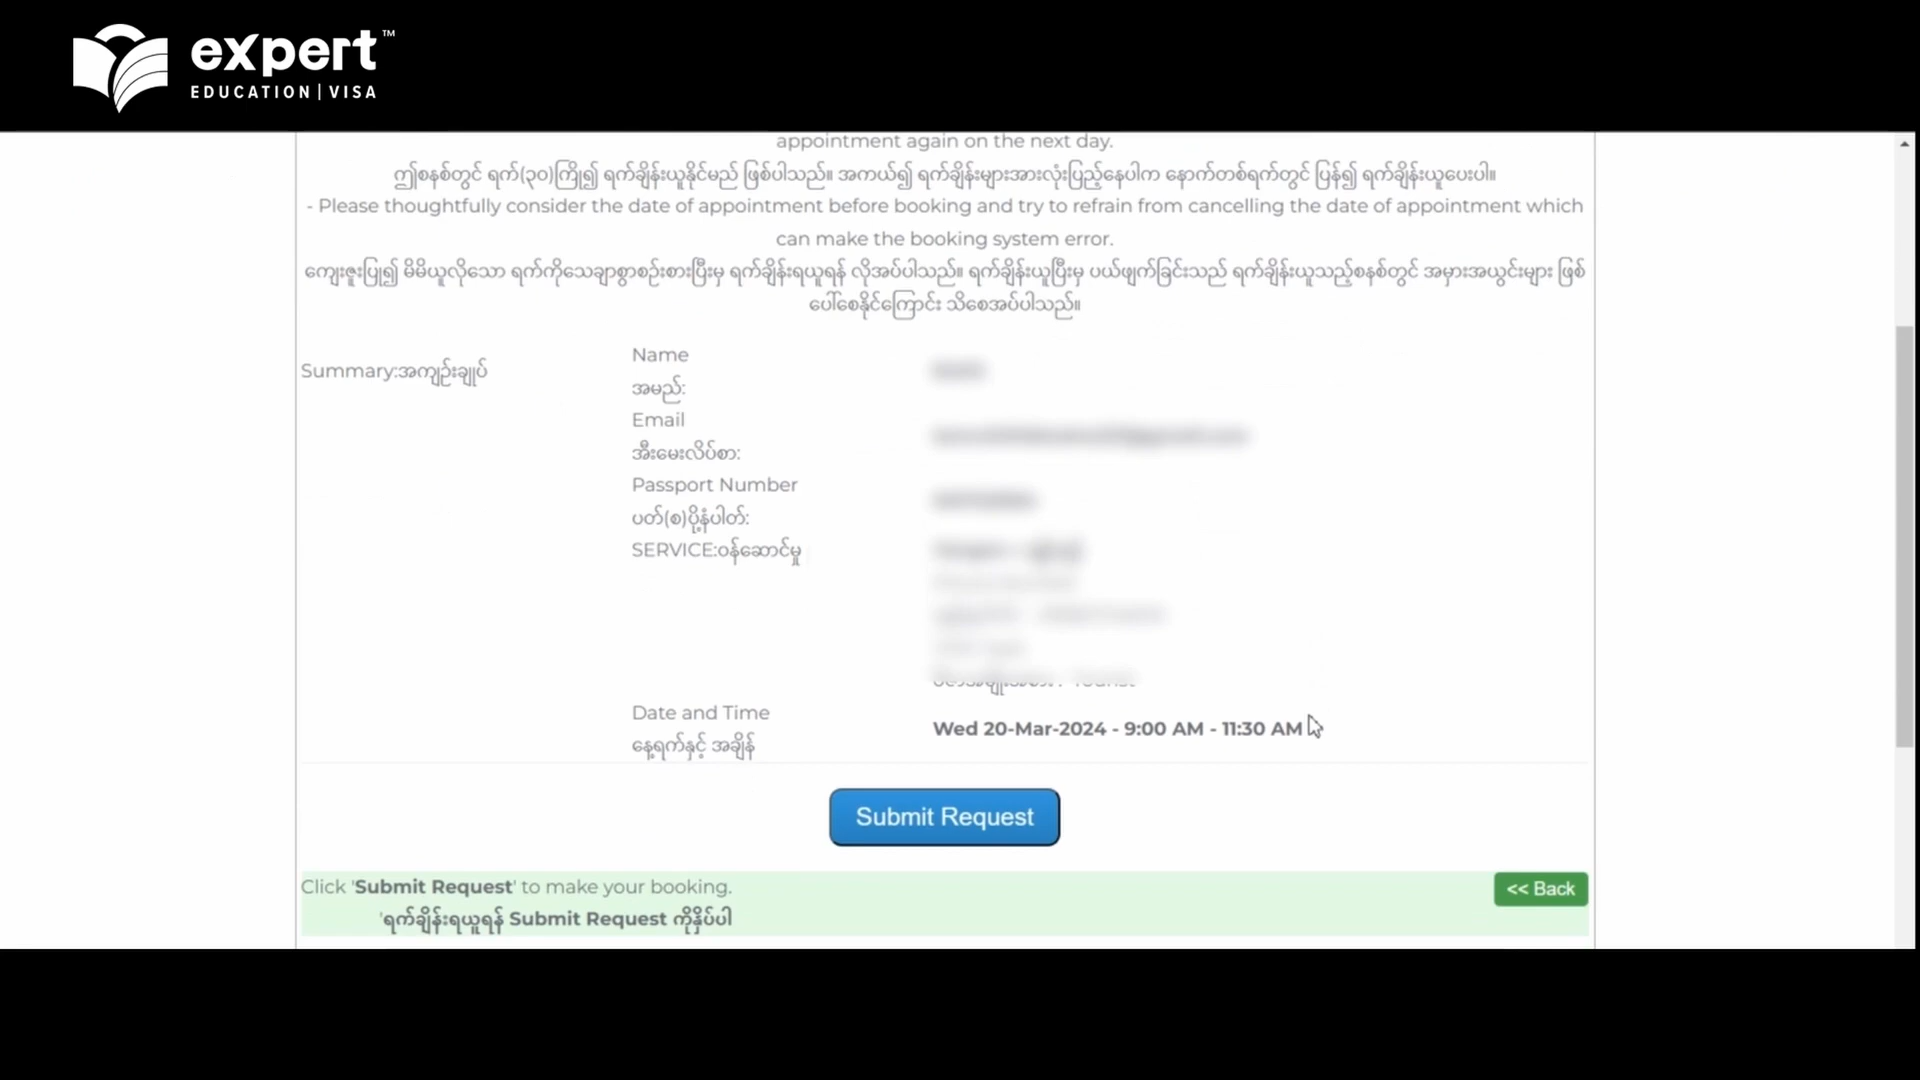 expert™
EDUCATION | VISA
appointment again on the next day.
ဤစနစ်တွင် ရက်(၃၀)ကြို၍ ရက်ချိန်းယူနိုင်မည် ဖြစ်ပါသည်။ အကယ်၍ ရက်ချိန်းများအားလုံးပြည့်နေပါက နောက်တစ်ရက်တွင် ပြန်၍ ရက်ချိန်းယူပေးပါ။
- Please thoughtfully consider the date of appointment before booking and try to refrain from cancelling the date of appointment which
can make the booking system error.
ကျေးဇူးပြု၍ မိမိယူလိုသော ရက်ကိုသေချာစွာစဉ်းစားပြီးမှ ရက်ချိန်းရယူရန် လိုအပ်ပါသည်။ ရက်ချိန်းယူပြီးမှ ပယ်ဖျက်ခြင်းသည် ရက်ချိန်းယူသည့်စနစ်တွင် အမှားအယွင်းများ ဖြစ်
ပေါ်စေနိုင်ကြောင်း သိစေအပ်ပါသည်။
Summary:အကျဉ်းချုပ်
Name
အမည်:
Email
အီးမေးလိပ်စာ:
Passport Number
ပတ်(စ)ပို့နံပါတ်:
SERVICE:ဝန်ဆောင်မှု
Date and Time
နေ့ရက်နှင့် အချိန်
Wed 20-Mar-2024 - 9:00 AM - 11:30 AM
Submit Request
Click 'Submit Request' to make your booking.
'ရက်ချိန်းရယူရန် Submit Request ကိုနှိပ်ပါ
<< Back